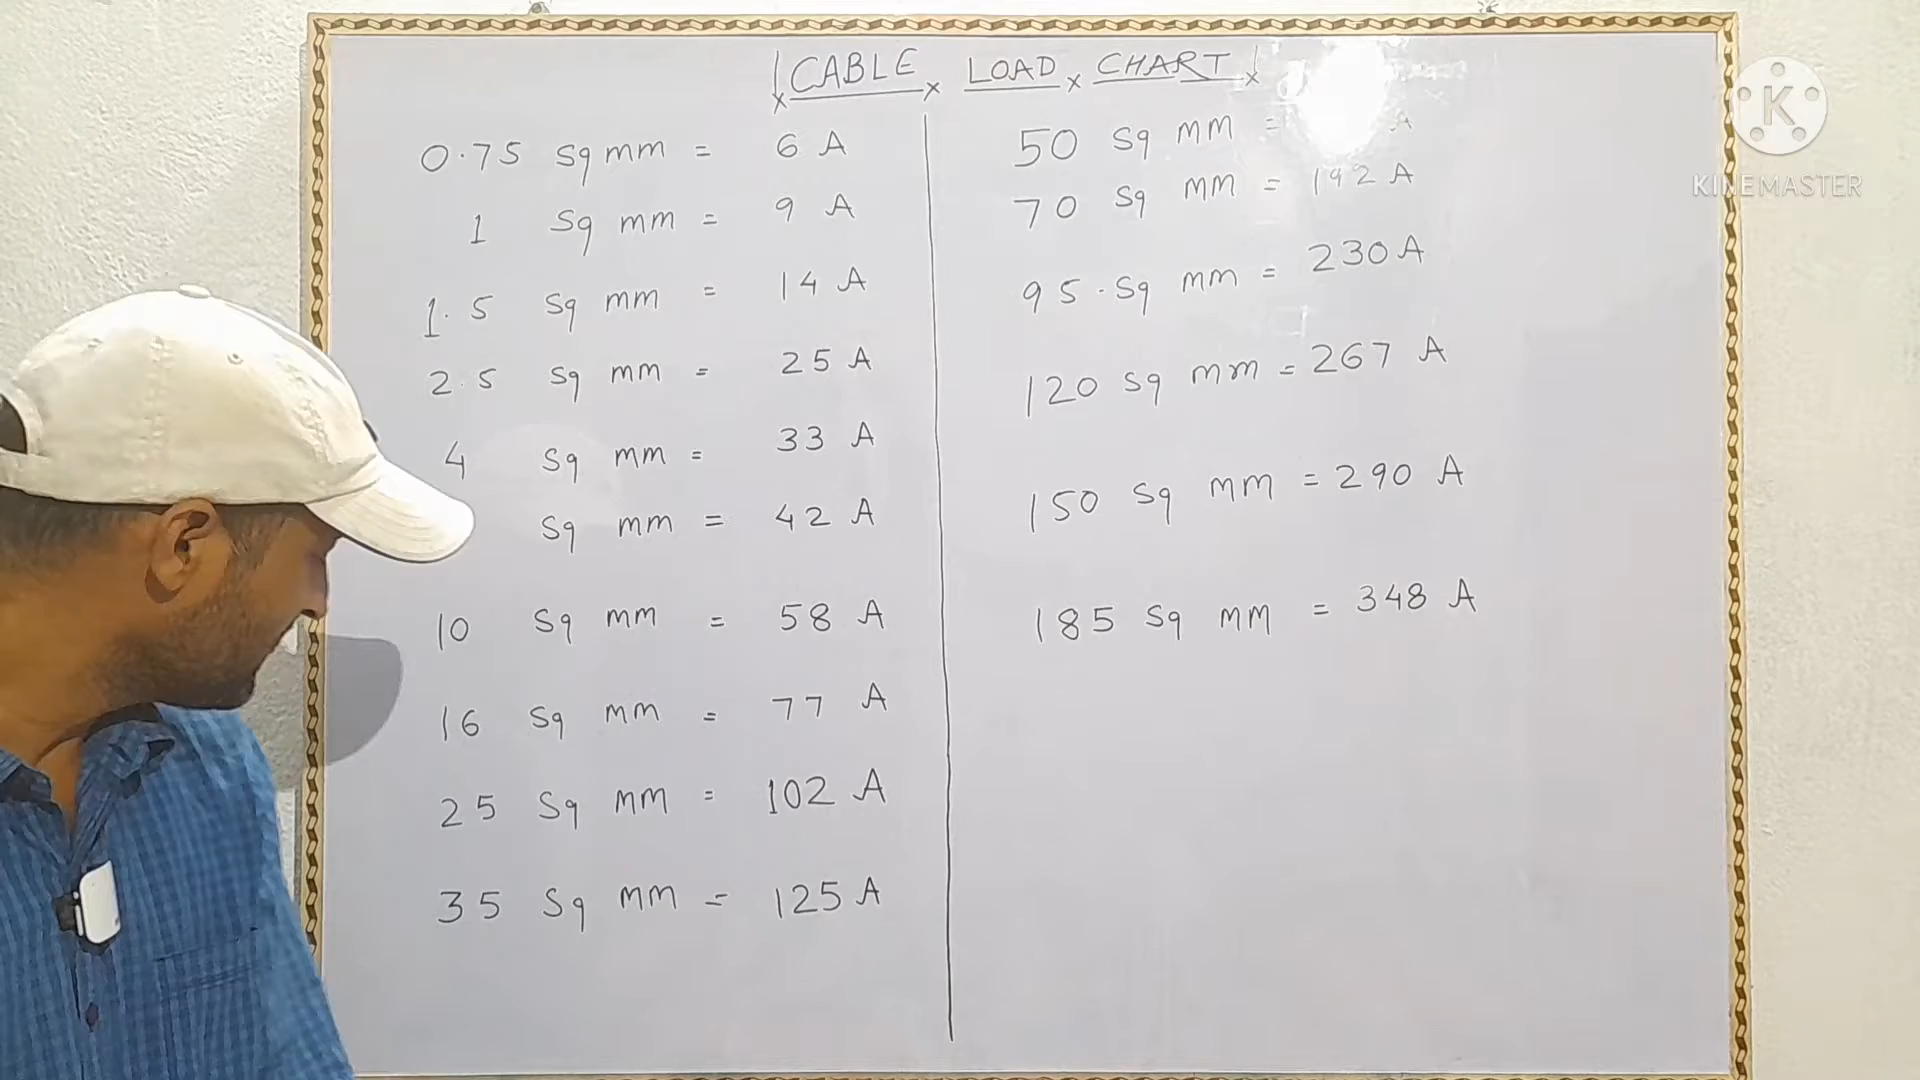 CABLE LOAD CHART
0.75 Sq mm = 6 A
1 Sq mm = 9 A
1.5 Sq mm = 14 A
2.5 Sq mm = 25 A
4 Sq mm = 33 A
Sq mm = 42 A
10 Sq mm = 58 A
16 Sq mm = 77 A
25 Sq mm = 102 A
35 Sq mm = 125 A
50 Sq mm = A
70 Sq mm = 192 A
95 . Sq mm = 230 A
120 Sq mm = 267 A
150 Sq mm = 290 A
185 Sq mm = 348 A
K
KINEMASTER